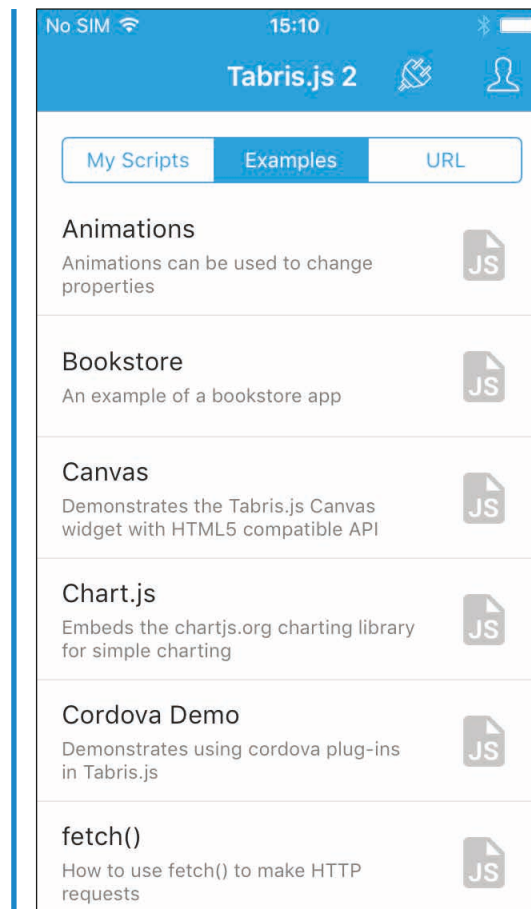 No SIM 15:10
Tabris.js 2
My Scripts Examples URL
Animations
Animations can be used to change
properties
JS
Bookstore
An example of a bookstore app
JS
Canvas
Demonstrates the Tabris.js Canvas
widget with HTML5 compatible API
JS
Chart.js
Embeds the chartjs.org charting library
for simple charting
JS
Cordova Demo
Demonstrates using cordova plug-ins
in Tabris.js
JS
fetch()
How to use fetch() to make HTTP
requests
JS